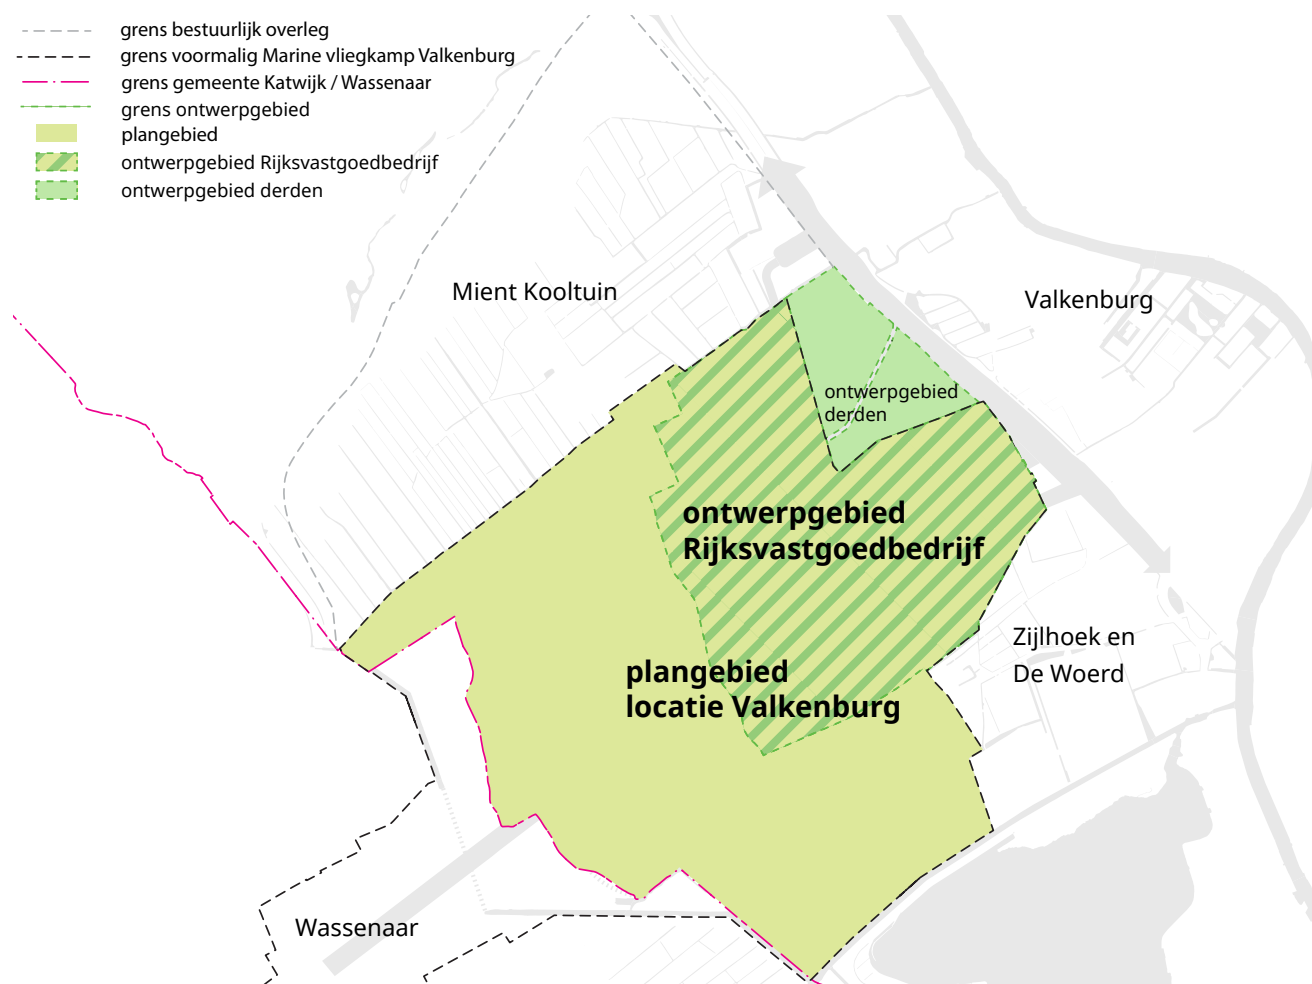 grens bestuurlijk overleg
grens voormalig Marine vliegkamp Valkenburg
grens gemeente Katwijk / Wassenaar
grens ontwerpgebied
plangebied
ontwerpgebied Rijksvastgoedbedrijf
ontwerpgebied derden
Mient Kooltuin
Valkenburg
ontwerpgebied
derden
ontwerpgebied
Rijksvastgoedbedrijf
Zijlhoek en
De Woerd
plangebied
locatie Valkenburg
Wassenaar